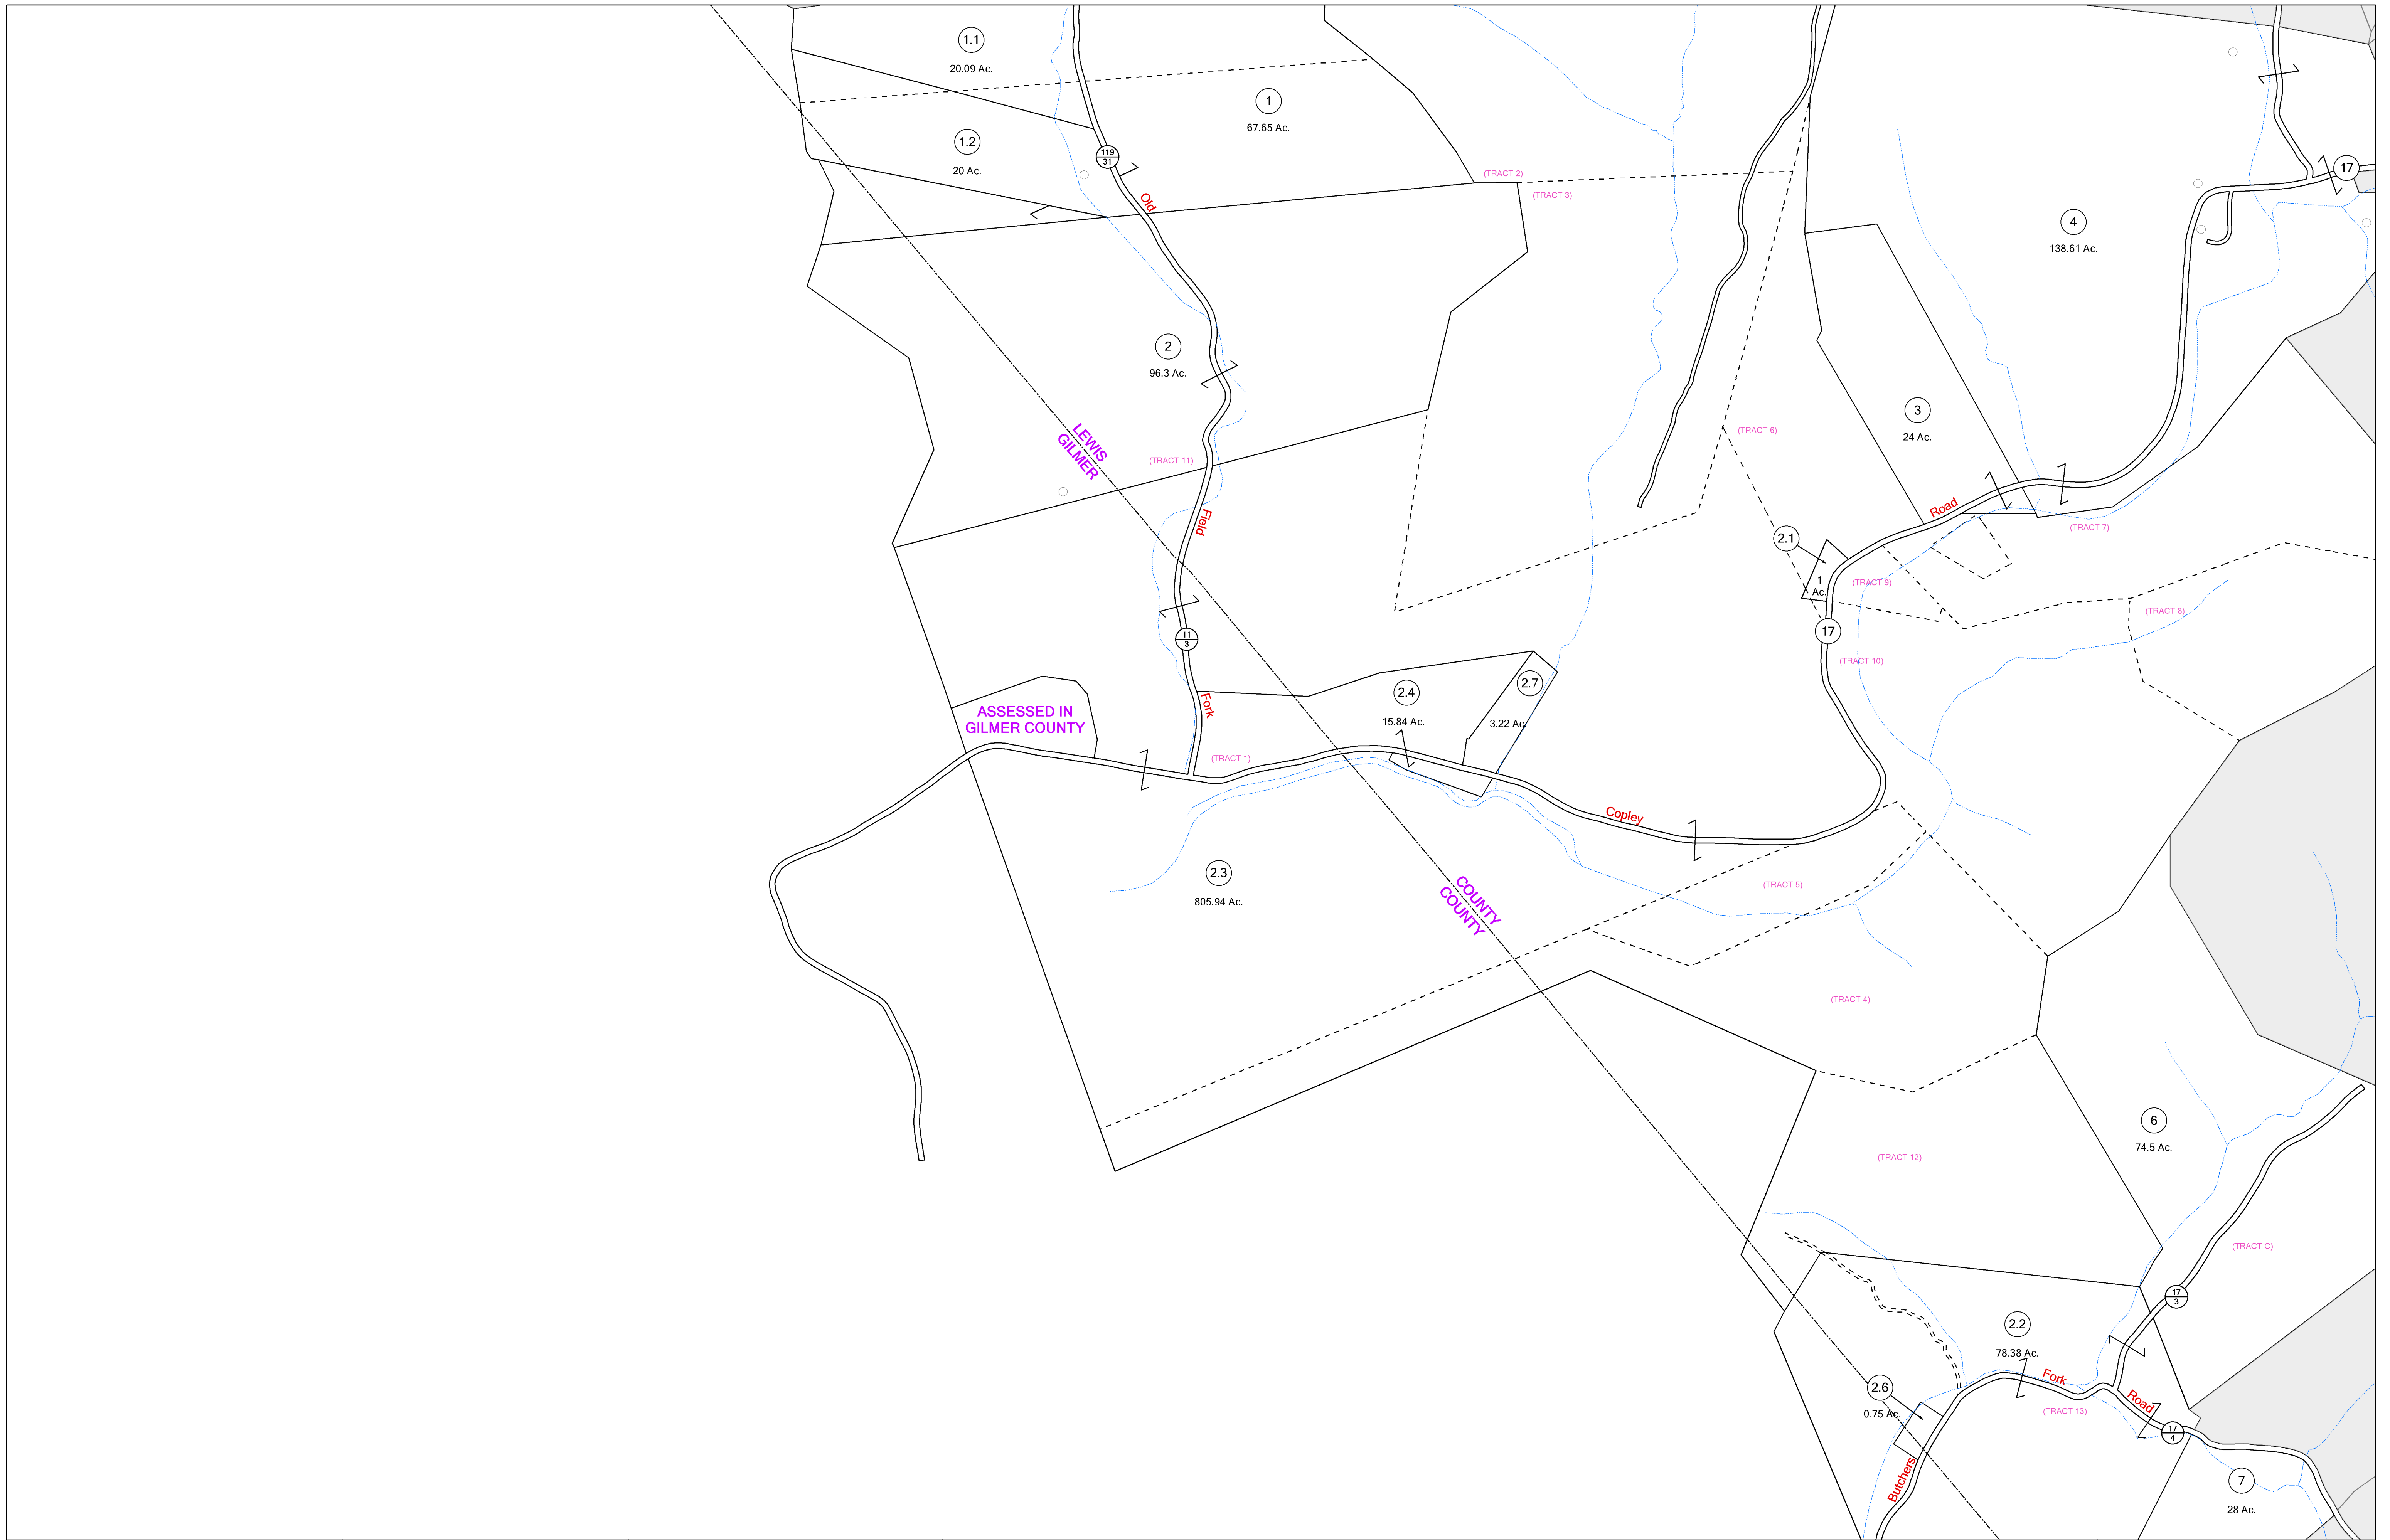 1.1
20.09 Ac.
1
67.65 Ac.
1.2
20 Ac.
119
31
Old
(TRACT 2)
(TRACT 3)
17
4
138.61 Ac.
2
96.3 Ac.
LEWIS
GILMER
(TRACT 11)
Field
(TRACT 6)
3
24 Ac.
Road
(TRACT 7)
2.1
1
Ac.
(TRACT 9)
(TRACT 8)
17
(TRACT 10)
11
3
Fork
ASSESSED IN
GILMER COUNTY
2.4
15.84 Ac.
2.7
3.22 Ac.
(TRACT 1)
Copley
2.3
805.94 Ac.
COUNTY
COUNTY
(TRACT 5)
(TRACT 4)
6
74.5 Ac.
(TRACT 12)
(TRACT C)
17
3
2.2
78.38 Ac.
2.6
0.75 Ac.
Fork
Road
(TRACT 13)
17
4
Butchers
7
28 Ac.